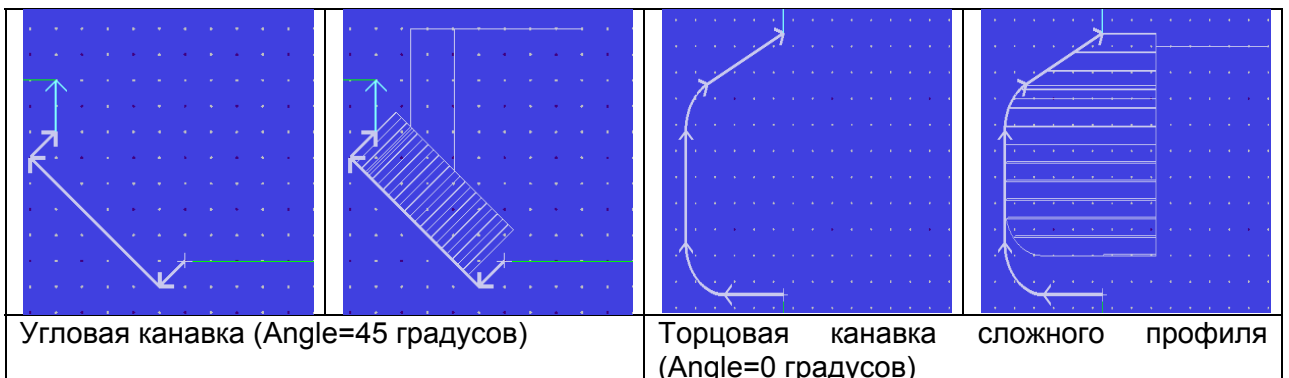 Угловая канавка (Angle=45 градусов)
Торцовая канавка сложного профиля
(Angle=0 градусов)